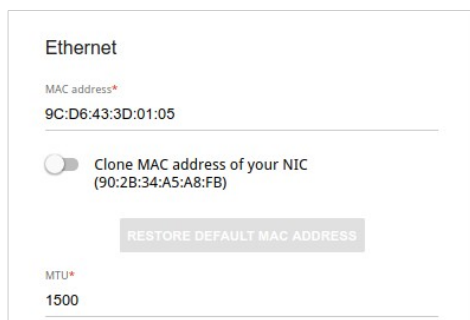 Ethernet
MAC address*
9C:D6:43:3D:01:05
Clone MAC address of your NIC
(90:2B:34:A5:A8:FB)
RESTORE DEFAULT MAC ADDRESS
MTU*
1500